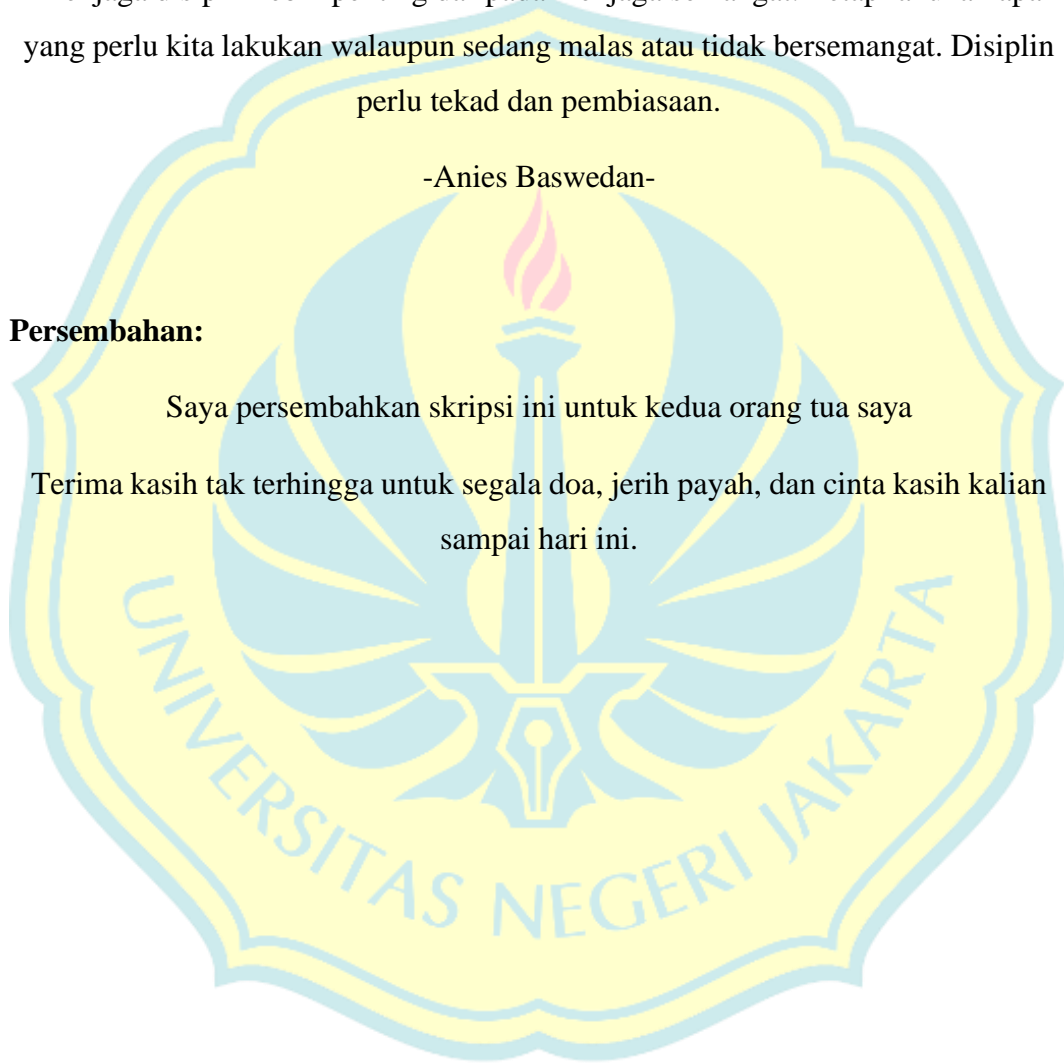 yang perlu kita lakukan walaupun sedang malas atau tidak bersemangat. Disiplin
perlu tekad dan pembiasaan.
-Anies Baswedan-
Persembahan:
Saya persembahkan skripsi ini untuk kedua orang tua saya
Terima kasih tak terhingga untuk segala doa, jerih payah, dan cinta kasih kalian
sampai hari ini.
UNIVERSITAS NEGERI JAKARTA